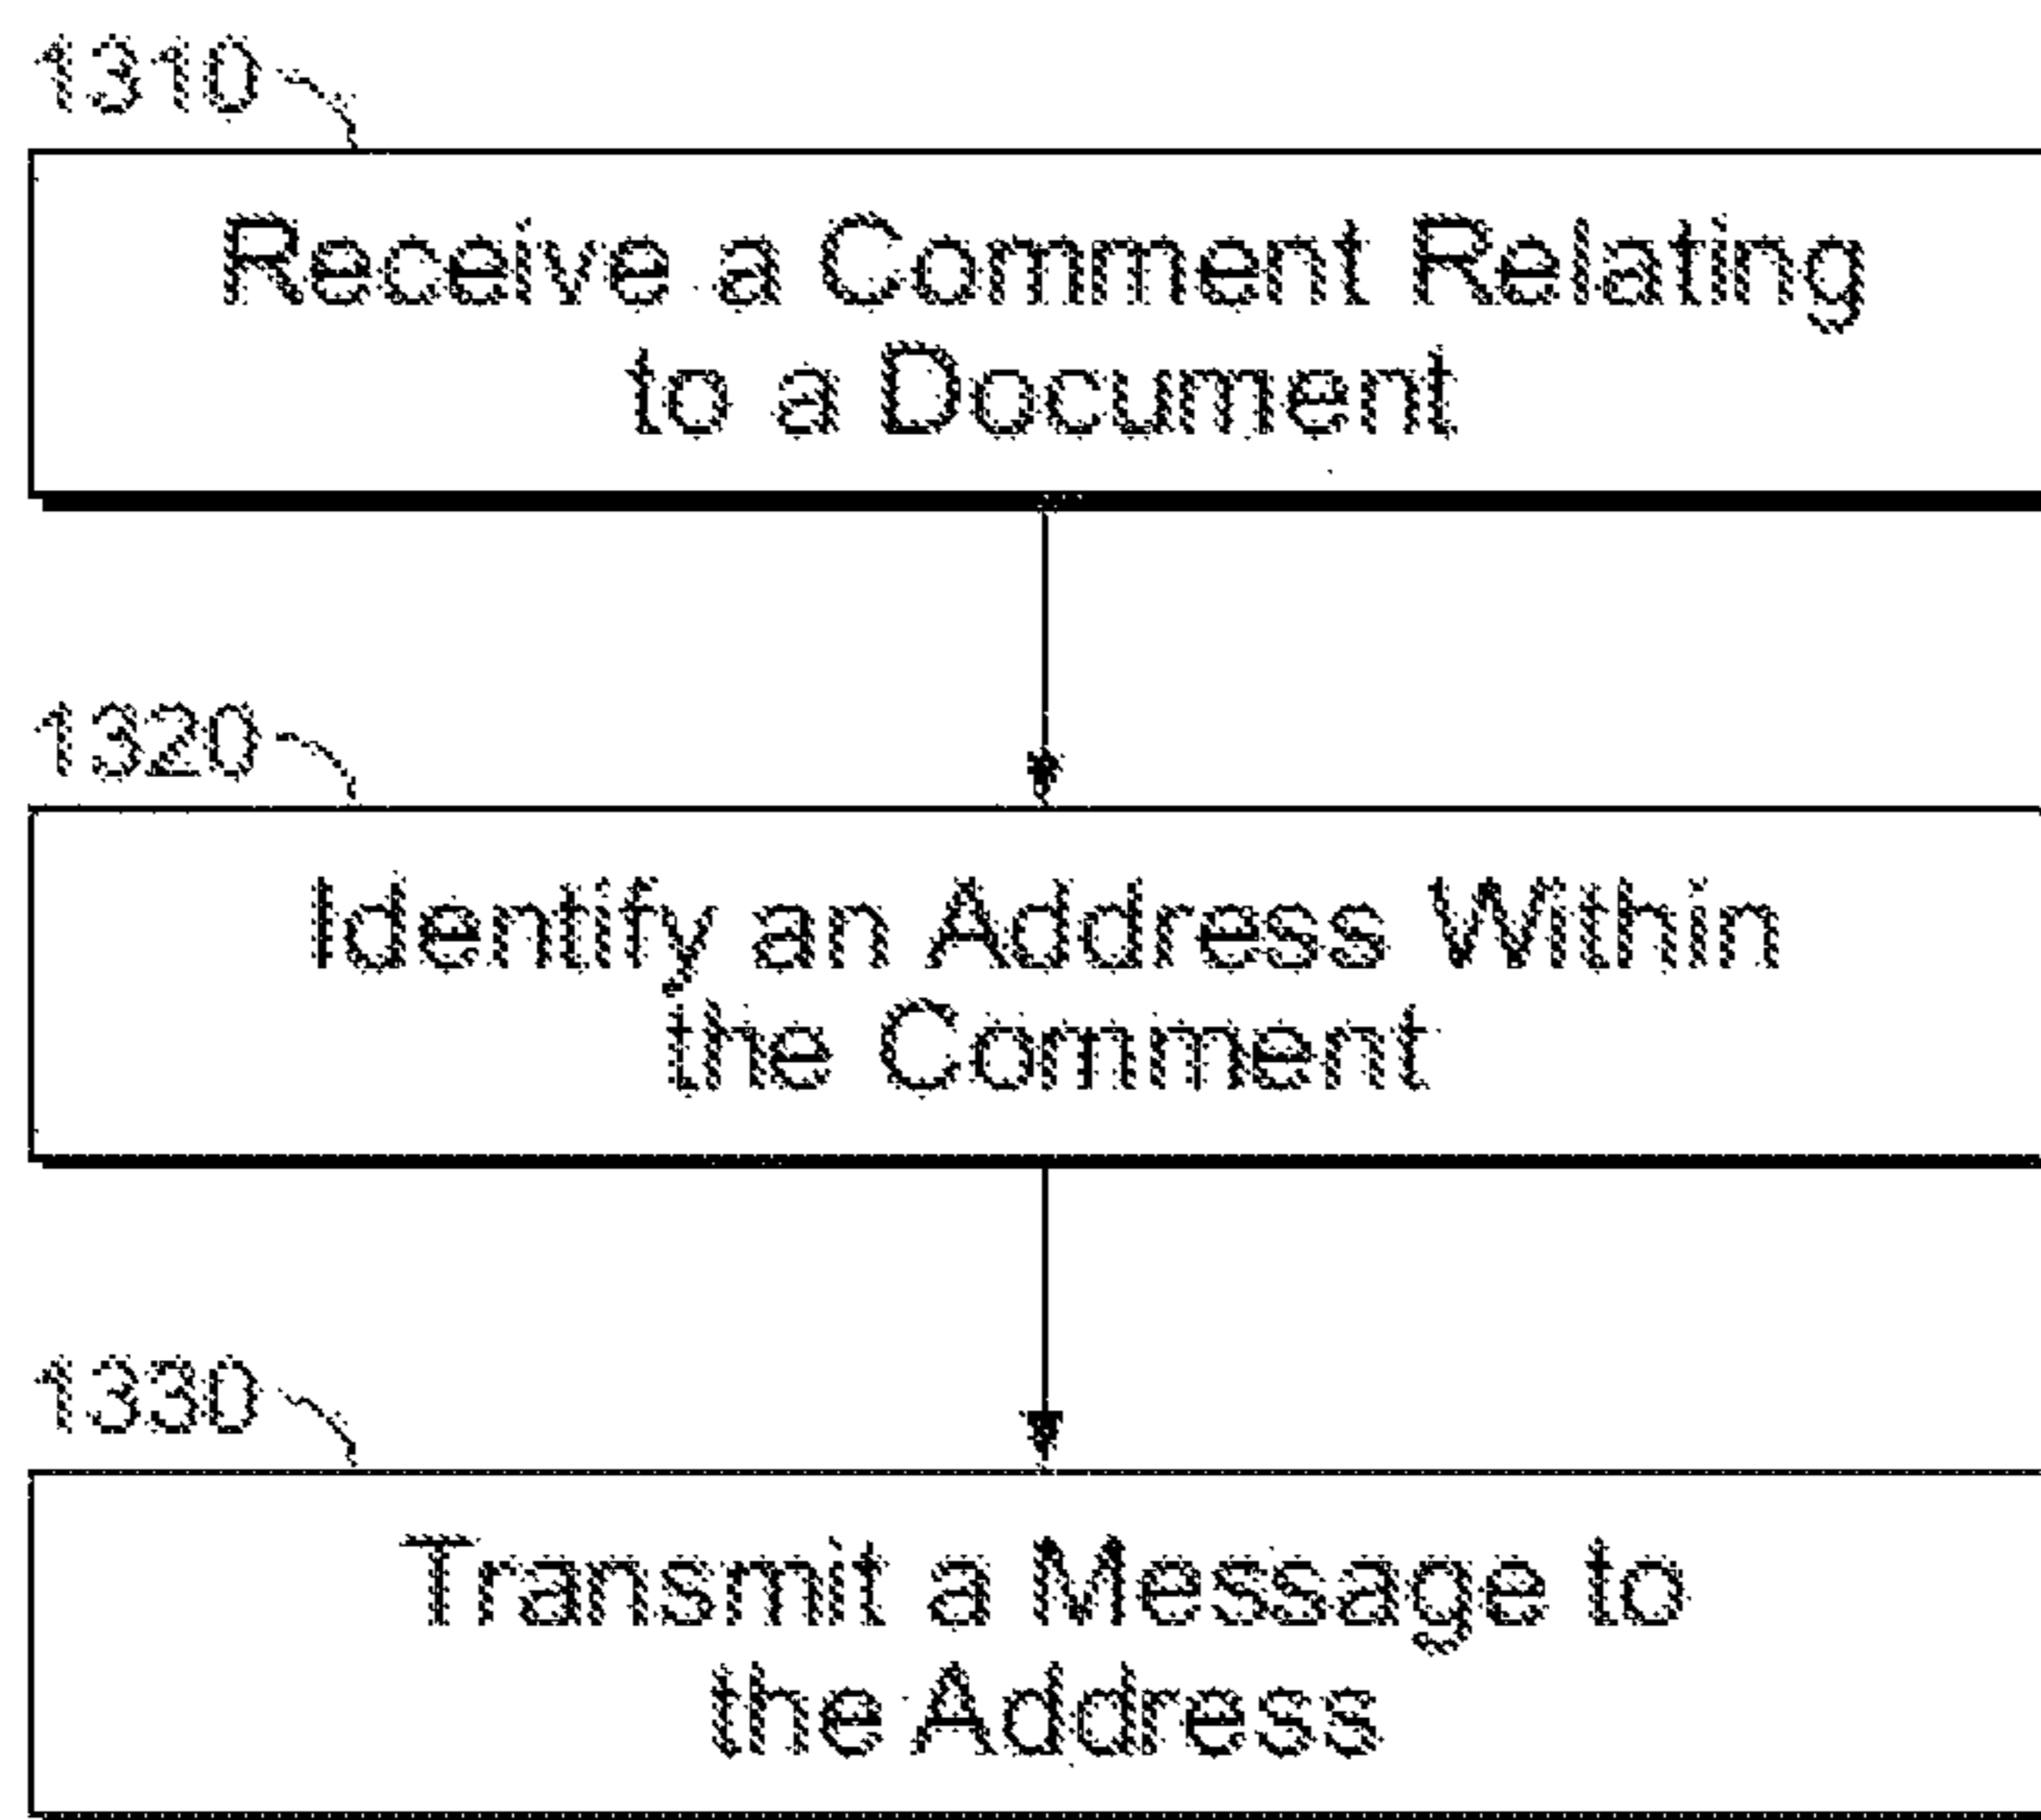 1310
Receive a Comment Relating
to a Document
1320
Identify an Address Within
the Comment
1330
Transmit a Message to
the Address